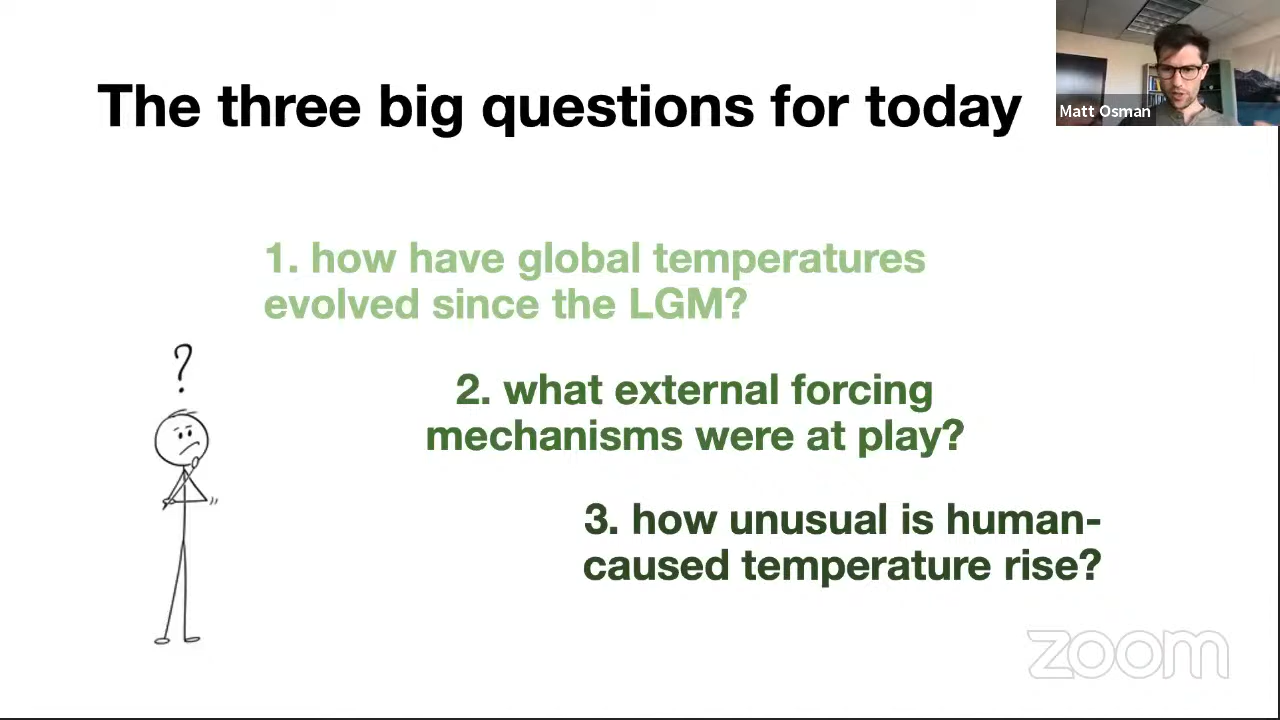 The three big questions for today
Matt Osman
1. how have global temperatures
evolved since the LGM?
?
2. what external forcing
mechanisms were at play?
3. how unusual is human-
caused temperature rise?
zoom